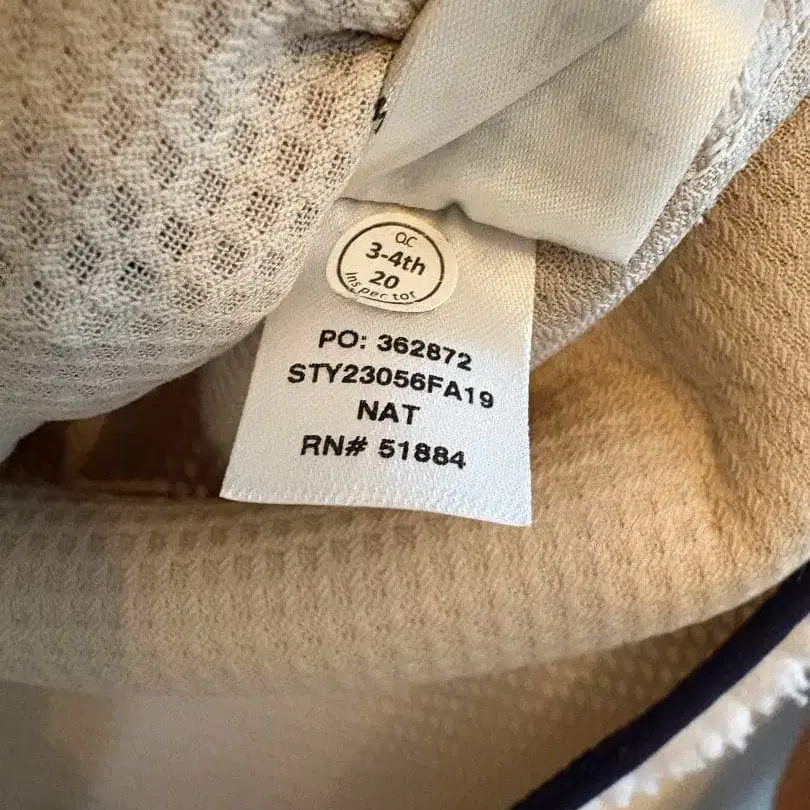 QC
3-4th
20
Inspector
PO: 362872
STY23056FA19
NAT
RN# 51884